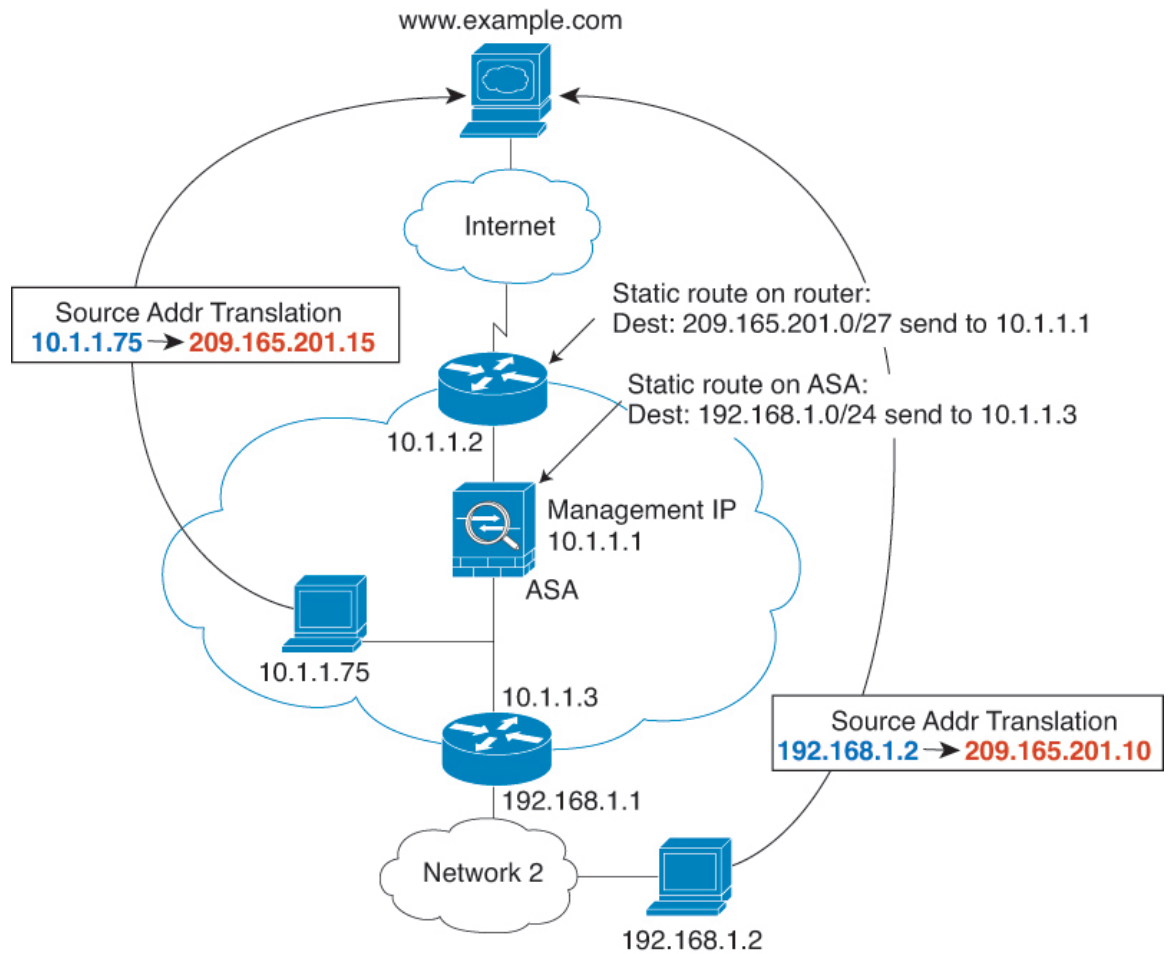 www.example.com
Internet
Source Addr Translation
10.1.1.75 209.165.201.15
Static route on router:
Dest: 209.165.201.0/27 send to 10.1.1.1
Static route on ASA:
Dest: 192.168.1.0/24 send to 10.1.1.3
10.1.1.2
Management IP
10.1.1.1
ASA
10.1.1.75
10.1.1.3
Source Addr Translation
192.168.1.2 209.165.201.10
192.168.1.1
Network 2
192.168.1.2